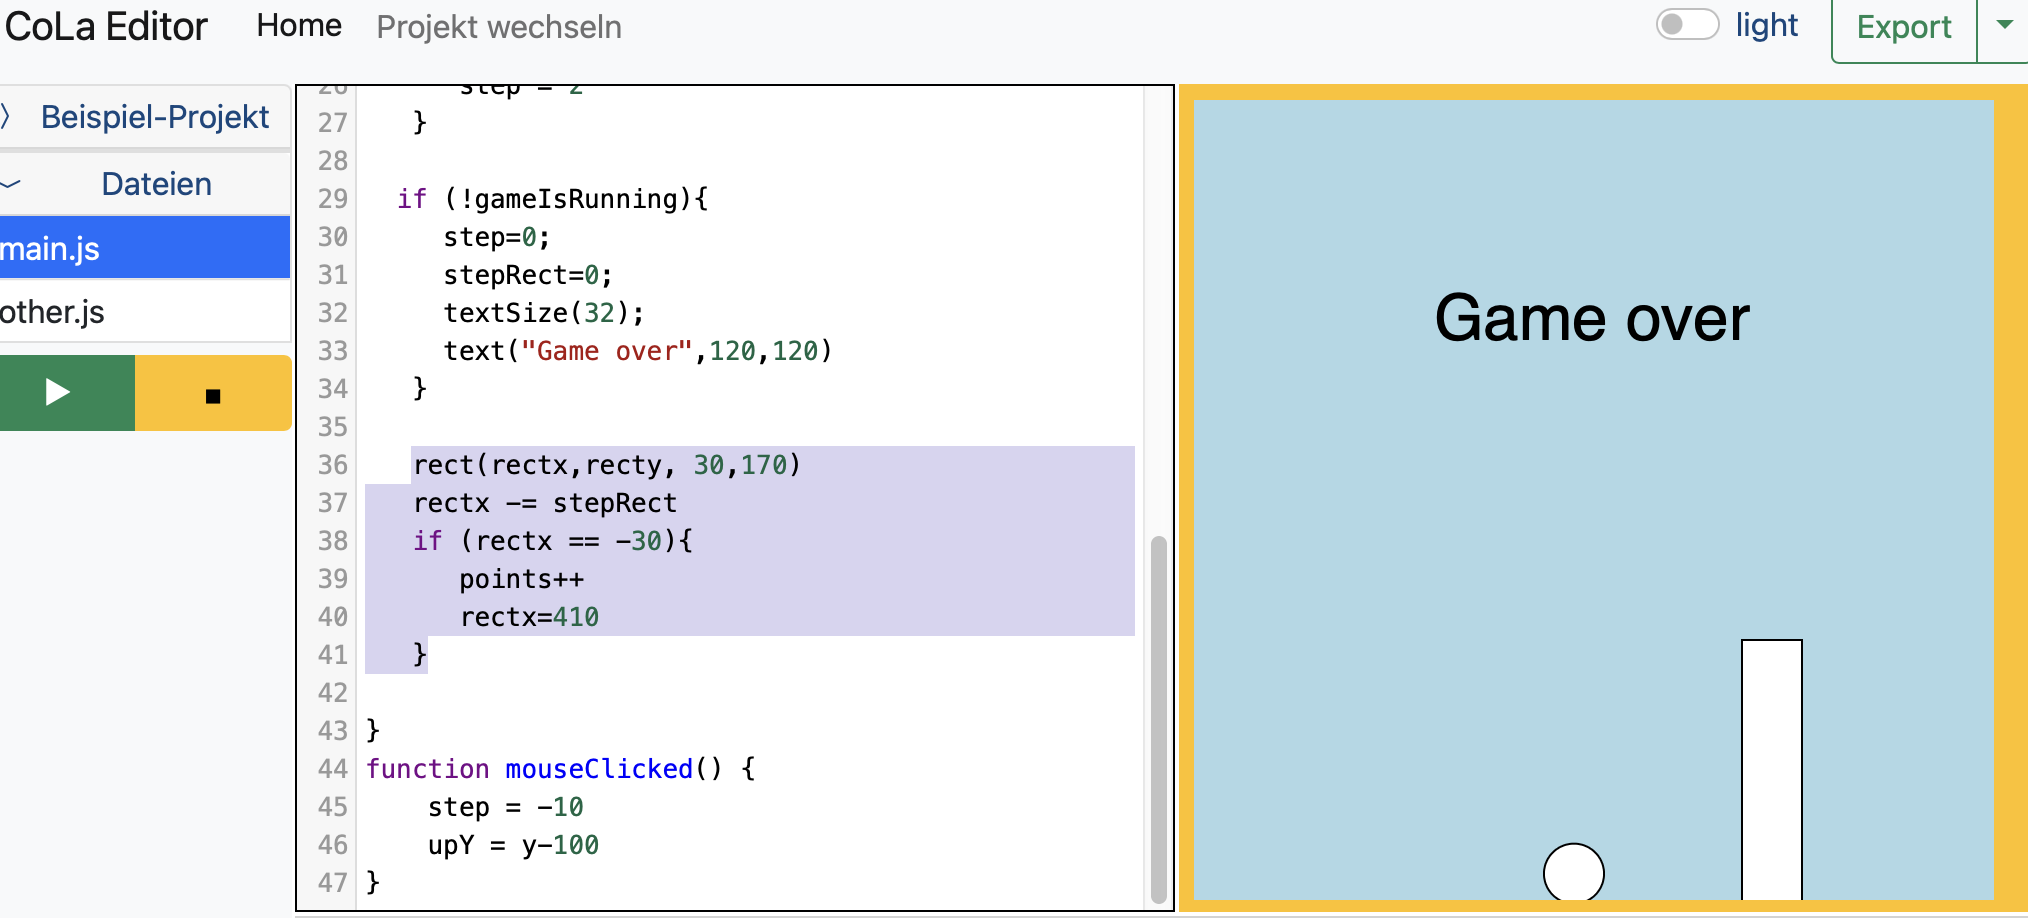 CoLa Editor Home Projekt wechseln light Export
Beispiel-Projekt
Dateien
main.js
other.js
26 step = 2
27 }
28
29 if (!gameIsRunning){
30 step=0;
31 stepRect=0;
32 textSize(32);
33 text("Game over",120,120)
34 }
35
36 rect(rectx,recty, 30,170)
37 rectx -= stepRect
38 if (rectx == -30){
39 points++
40 rectx=410
41 }
42
43 }
44 function mouseClicked() {
45 step = -10
46 upY = y-100
47 }
Game over